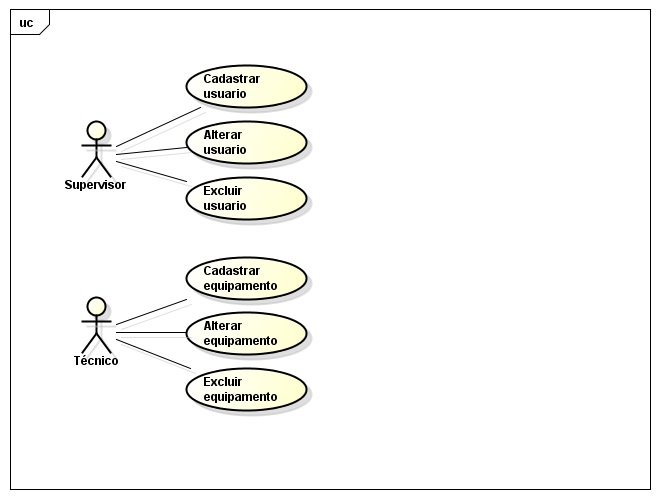 uc
Cadastrar
usuario
Alterar
usuario
Supervisor
Excluir
usuario
Cadastrar
equipamento
Alterar
equipamento
Técnico
Excluir
equipamento